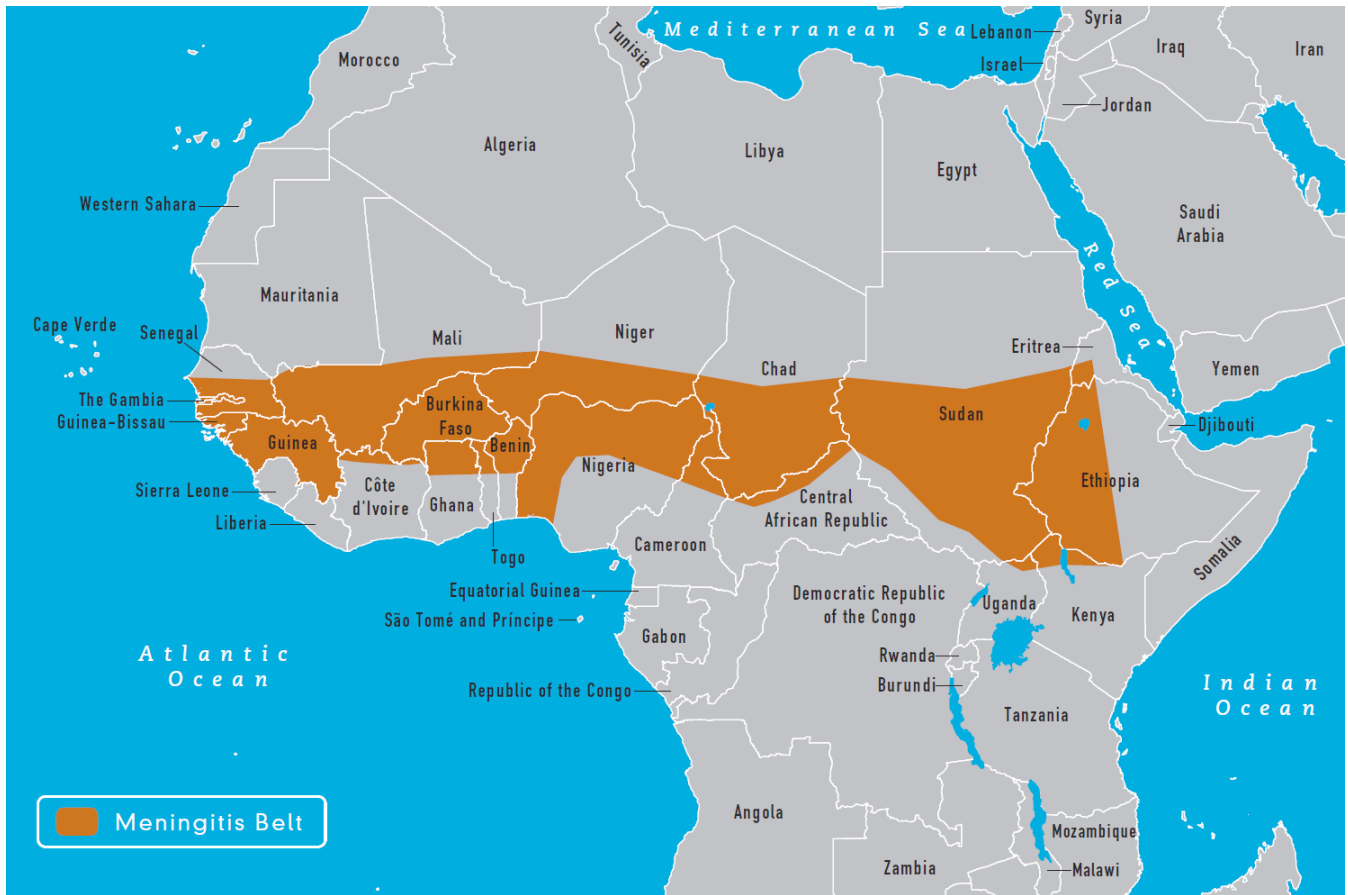 Mediterranean Sea
Syria
Lebanon
Iraq
Iran
Tunisia
Morocco
Israel
Jordan
Algeria
Libya
Egypt
Western Sahara
Saudi
Arabia
Red Sea
Mauritania
Cape Verde
Senegal
Mali
Niger
Chad
Eritrea
Yemen
The Gambia
Guinea-Bissau
Burkina
Faso
Sudan
Djibouti
Guinea
Benin
Nigeria
Ethiopia
Sierra Leone
Côte
d'Ivoire
Ghana
Central
African Republic
Liberia
Togo
Cameroon
Somalia
Equatorial Guinea
Democratic Republic
of the Congo
Uganda
Kenya
São Tomé and Príncipe
Gabon
Atlantic
Ocean
Rwanda
Republic of the Congo
Burundi
Indian
Ocean
Tanzania
Meningitis Belt
Angola
Mozambique
Zambia
Malawi